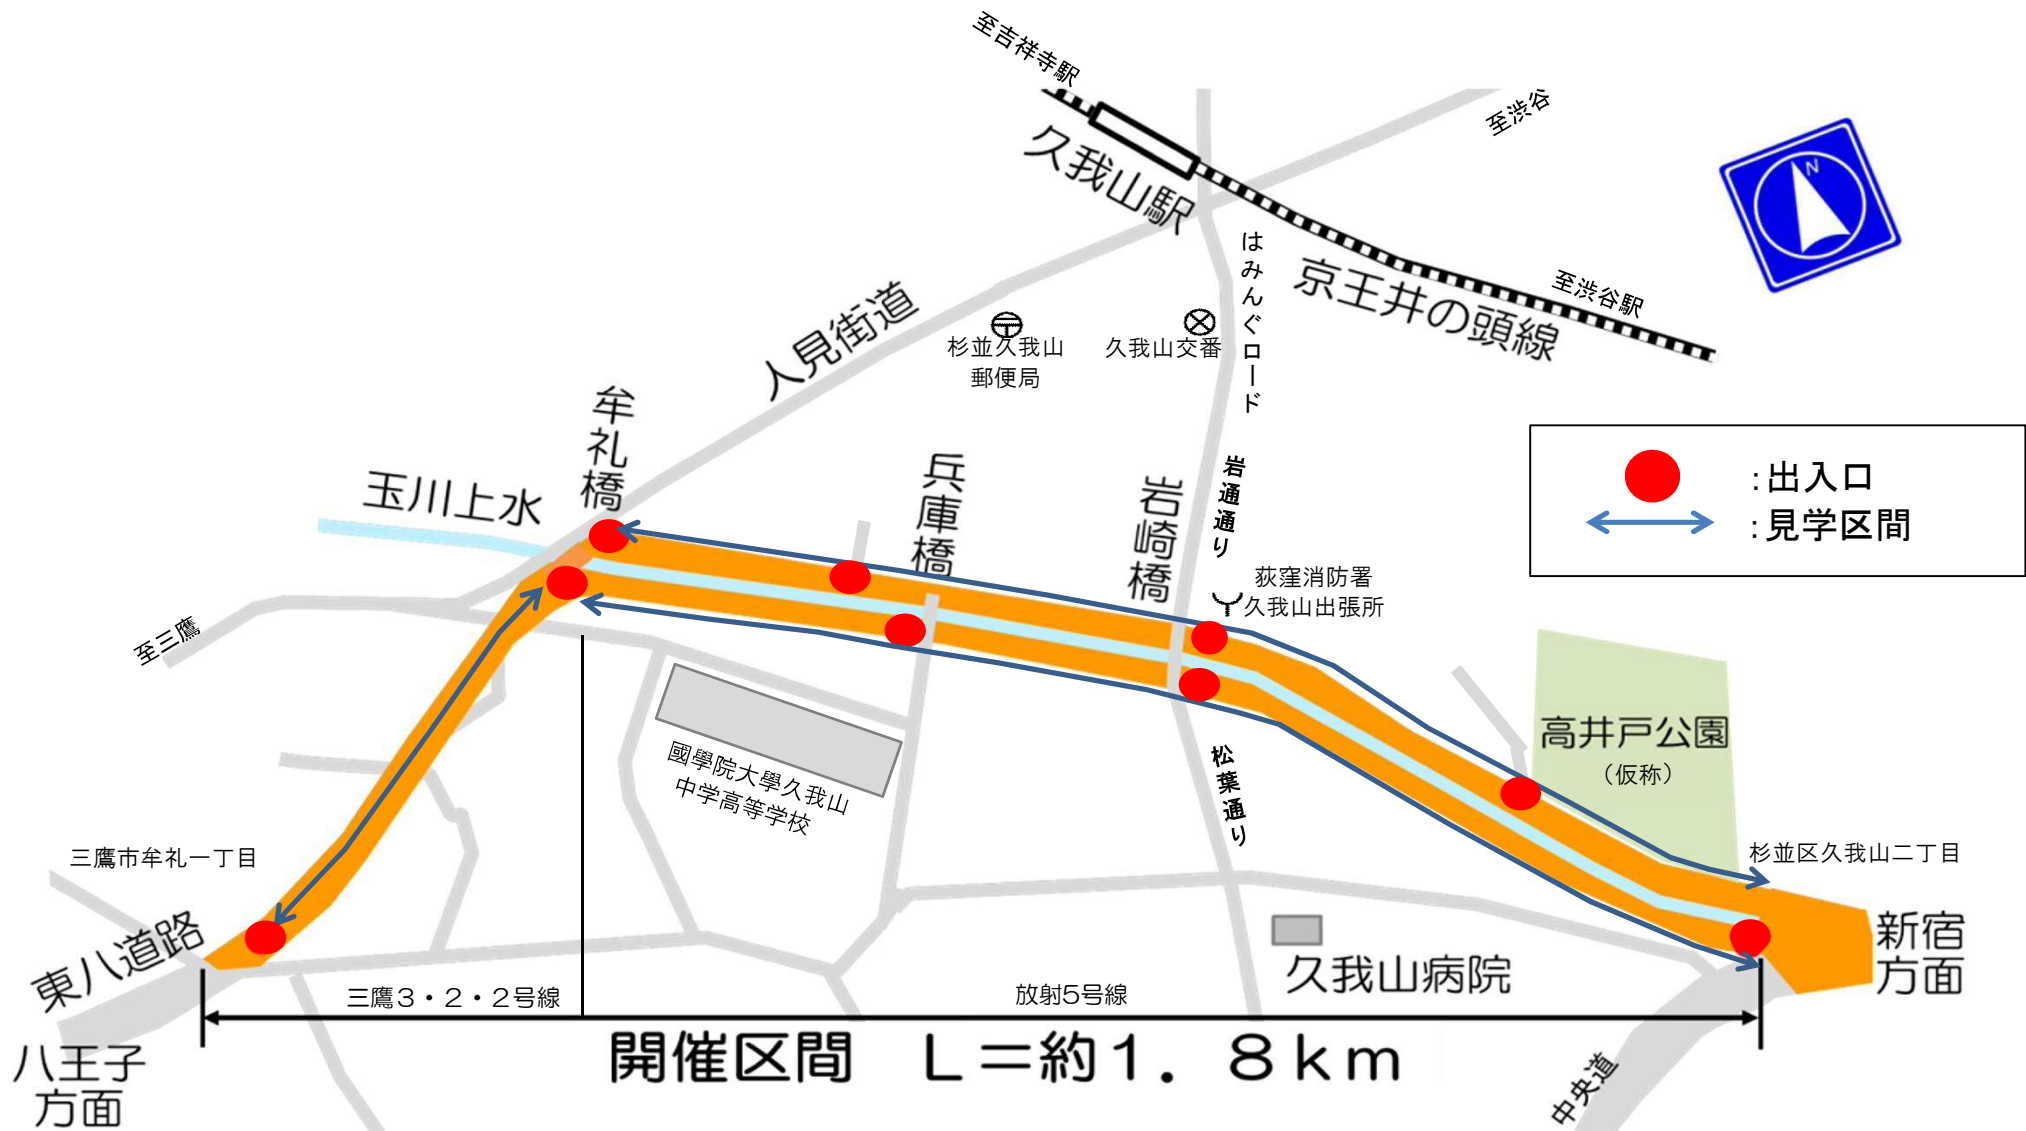 至吉祥寺駅
久我山駅
至渋谷
N
はみんぐロード
京王井の頭線
至渋谷駅
人見街道
杉並久我山
郵便局
久我山交番
牟礼橋
玉川上水
兵庫橋
岩崎橋
岩通通り
荻窪消防署
久我山出張所
：出入口
：見学区間
至三鷹
國學院大學久我山
中学高等学校
松葉通り
高井戸公園
（仮称）
三鷹市牟礼一丁目
杉並区久我山二丁目
東八道路
新宿
方面
久我山病院
三鷹３・２・２号線
放射5号線
開催区間　Ｌ＝約１．８ｋｍ
八王子
方面
中央道